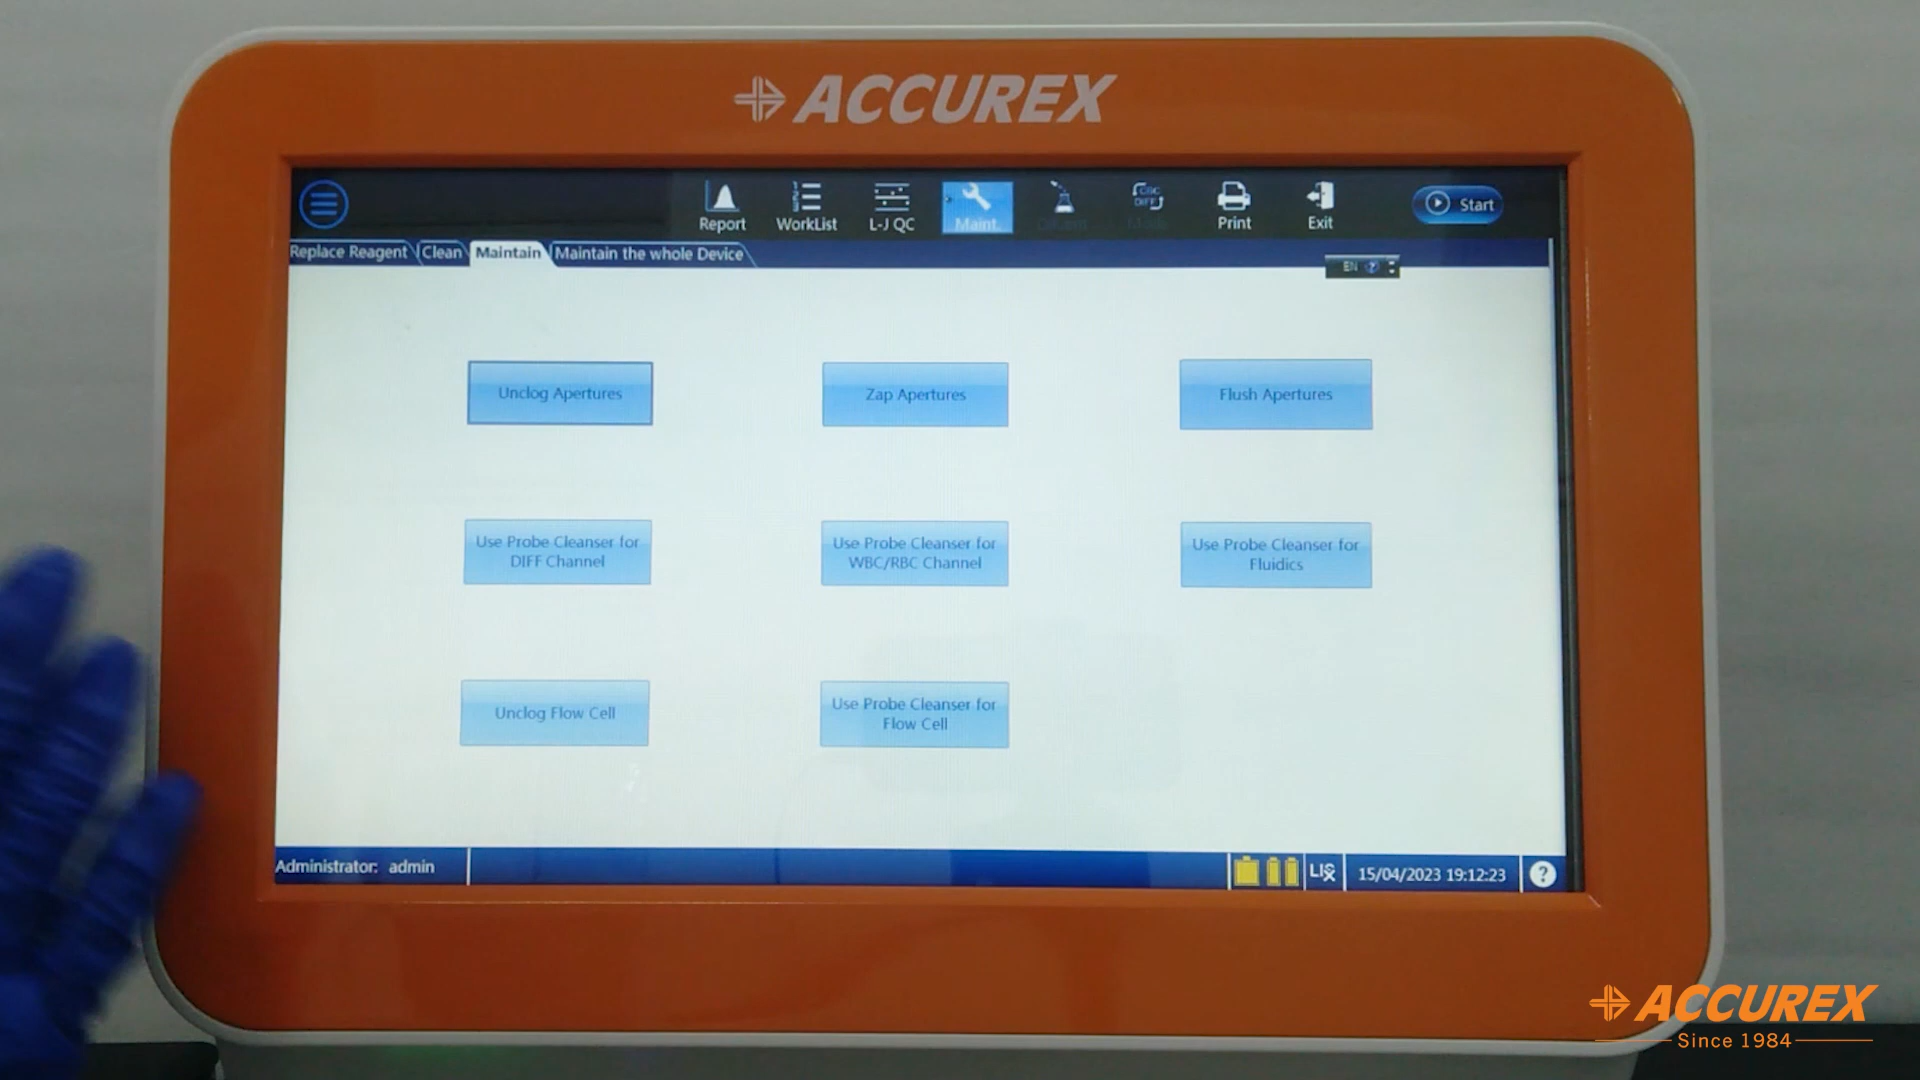 ACCUREX
Report
WorkList
L-J QC
Maint.
Print
Exit
Start
Replace Reagent
Clean
Maintain
Maintain the whole Device
EN
Unclog Apertures
Zap Apertures
Flush Apertures
Use Probe Cleanser for
DIFF Channel
Use Probe Cleanser for
WBC/RBC Channel
Use Probe Cleanser for
Fluidics
Unclog Flow Cell
Use Probe Cleanser for
Flow Cell
Administrator: admin
LIS
15/04/2023 19:12:23
?
ACCUREX
Since 1984